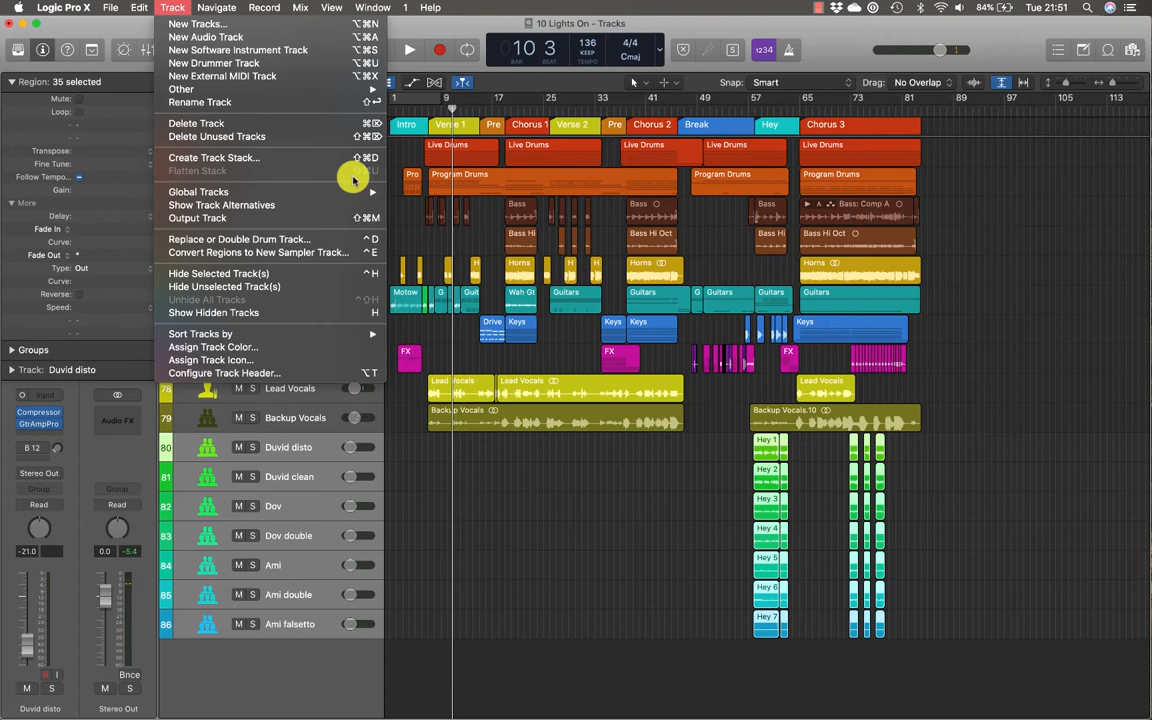 Logic Pro X File Edit Track Navigate Record Mix View Window 1 Help 84% Tue 21:51
10 Lights On - Tracks
10 3 136 4/4
BAR BEAT KEEP Cmaj
TEMPO
1234
Region: 35 selected
Mute:
Loop:
Transpose:
Fine Tune:
Follow Tempo...
Gain:
More
Delay:
Fade In
Curve:
Fade Out
Type: Out
Curve:
Reverse:
Speed:
Groups
Track: Duvid disto
Input
Compressor
GtrAmpPro
Audio FX
B 12
Stereo Out
Group Group
Read Read
-21.0 0.0 -5.4
R I Bnce
M S M S
Duvid disto Stereo Out
New Tracks... ⌥⌘N
New Audio Track ⌥⌘A
New Software Instrument Track ⌥⌘S
New Drummer Track ⌥⌘U
New External MIDI Track ⌥⌘X
Other
Rename Track ⇧↩
Delete Track ⌘⌦
Delete Unused Tracks ⇧⌘⌦
Create Track Stack... ⇧⌘D
Flatten Stack
Global Tracks
Show Track Alternatives
Output Track ⇧⌘M
Replace or Double Drum Track... ^D
Convert Regions to New Sampler Track... ^E
Hide Selected Track(s) ^H
Hide Unselected Track(s)
Unhide All Tracks ^⇧H
Show Hidden Tracks H
Sort Tracks by
Assign Track Color...
Assign Track Icon...
Configure Track Header... ⌥T
Snap: Smart Drag: No Overlap
1 9 17 25 33 41 49 57 65 73 81 89 97 105 113
Intro Verse 1 Pre Chorus 1 Verse 2 Pre Chorus 2 Break Hey Chorus 3
Live Drums Live Drums Live Drums Live Drums Live Drums
Pro Program Drums Program Drums Program Drums
Bass Bass Bass Bass: Comp A
Bass Hi Bass Hi Oct Bass Hi Bass Hi Oct
H H H Horns H H Horns Horns
Motow G Guit Wah Gt Guitars Guitars G Guitars Guitars Guitars
Drive Keys Keys Keys Keys
FX FX FX
78 Lead Vocals Lead Vocals Lead Vocals Lead Vocals
79 Backup Vocals M S Backup Vocals Backup Vocals.10
80 Duvid disto M S Hey 1
81 Duvid clean M S Hey 2
82 Dov M S Hey 3
83 Dov double M S Hey 4
84 Ami M S Hey 5
85 Ami double M S Hey 6
86 Ami falsetto M S Hey 7